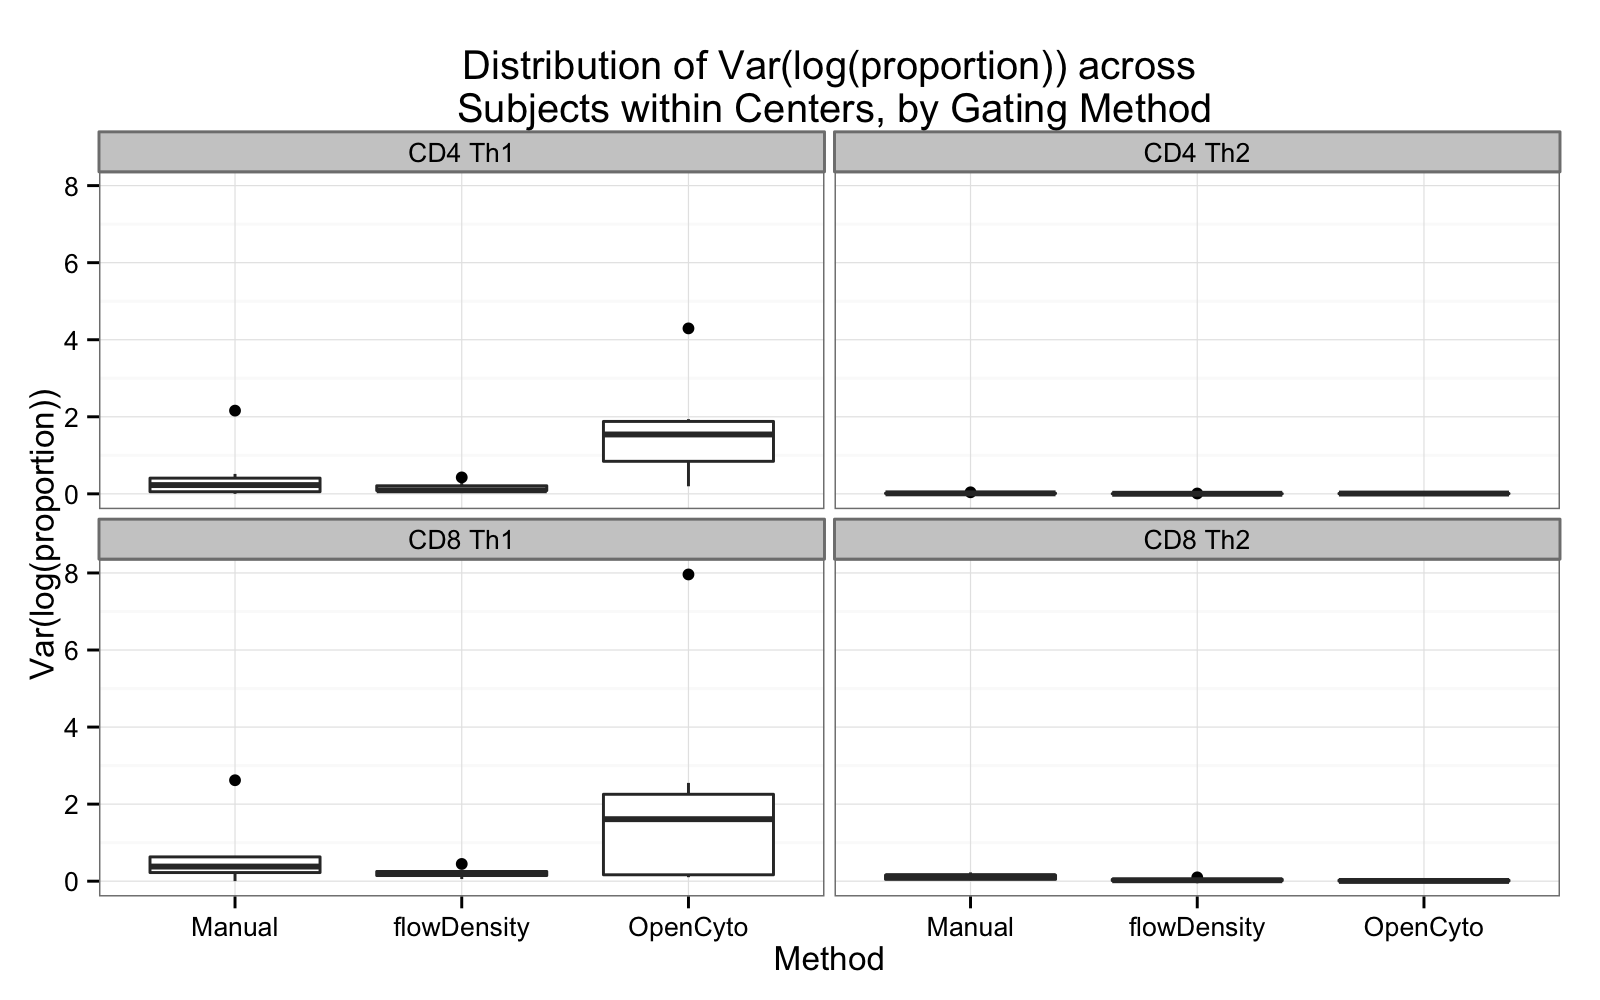 Distribution of Var(log(proportion)) across
Subjects within Centers, by Gating Method
CD4 Th1
CD4 Th2
8
6
4
2
0
CD8 Th1
CD8 Th2
8
6
4
2
0
Var(log(proportion))
Manual
flowDensity
OpenCyto
Manual
flowDensity
OpenCyto
Method